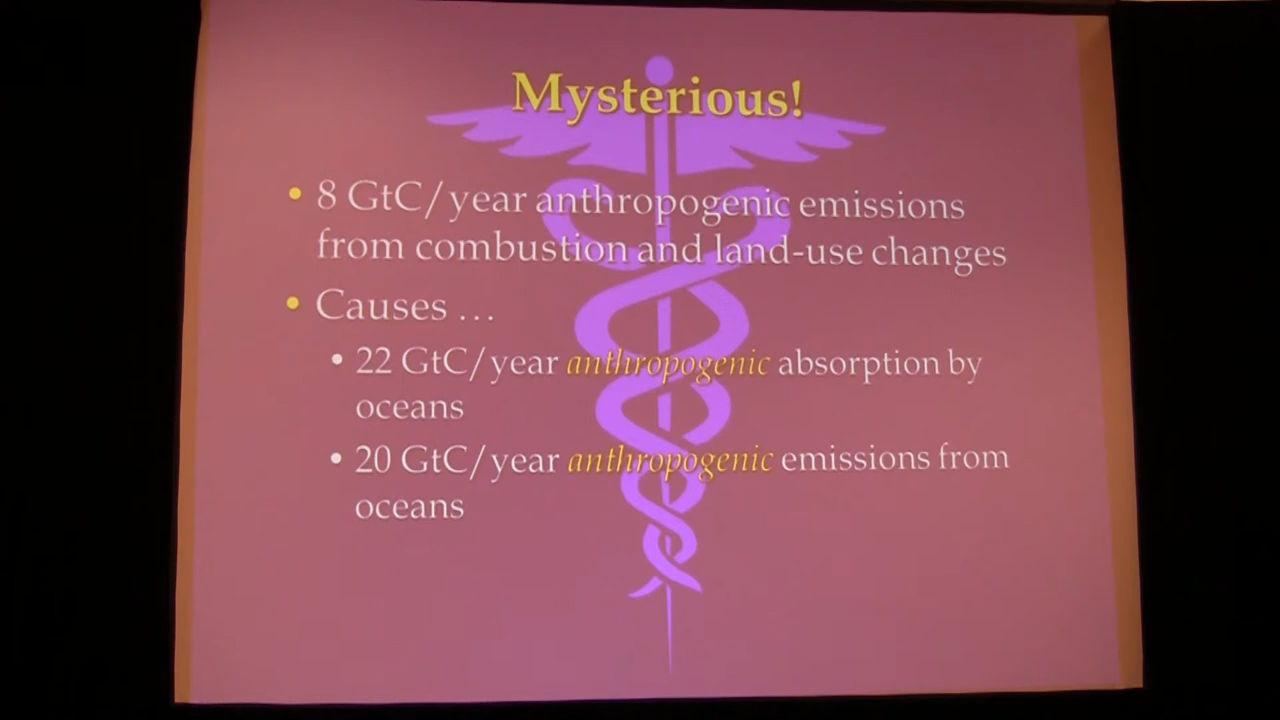 Mysterious!
• 8 GtC/year anthropogenic emissions
from combustion and land-use changes
• Causes …
• 22 GtC/year anthropogenic absorption by
oceans
• 20 GtC/year anthropogenic emissions from
oceans